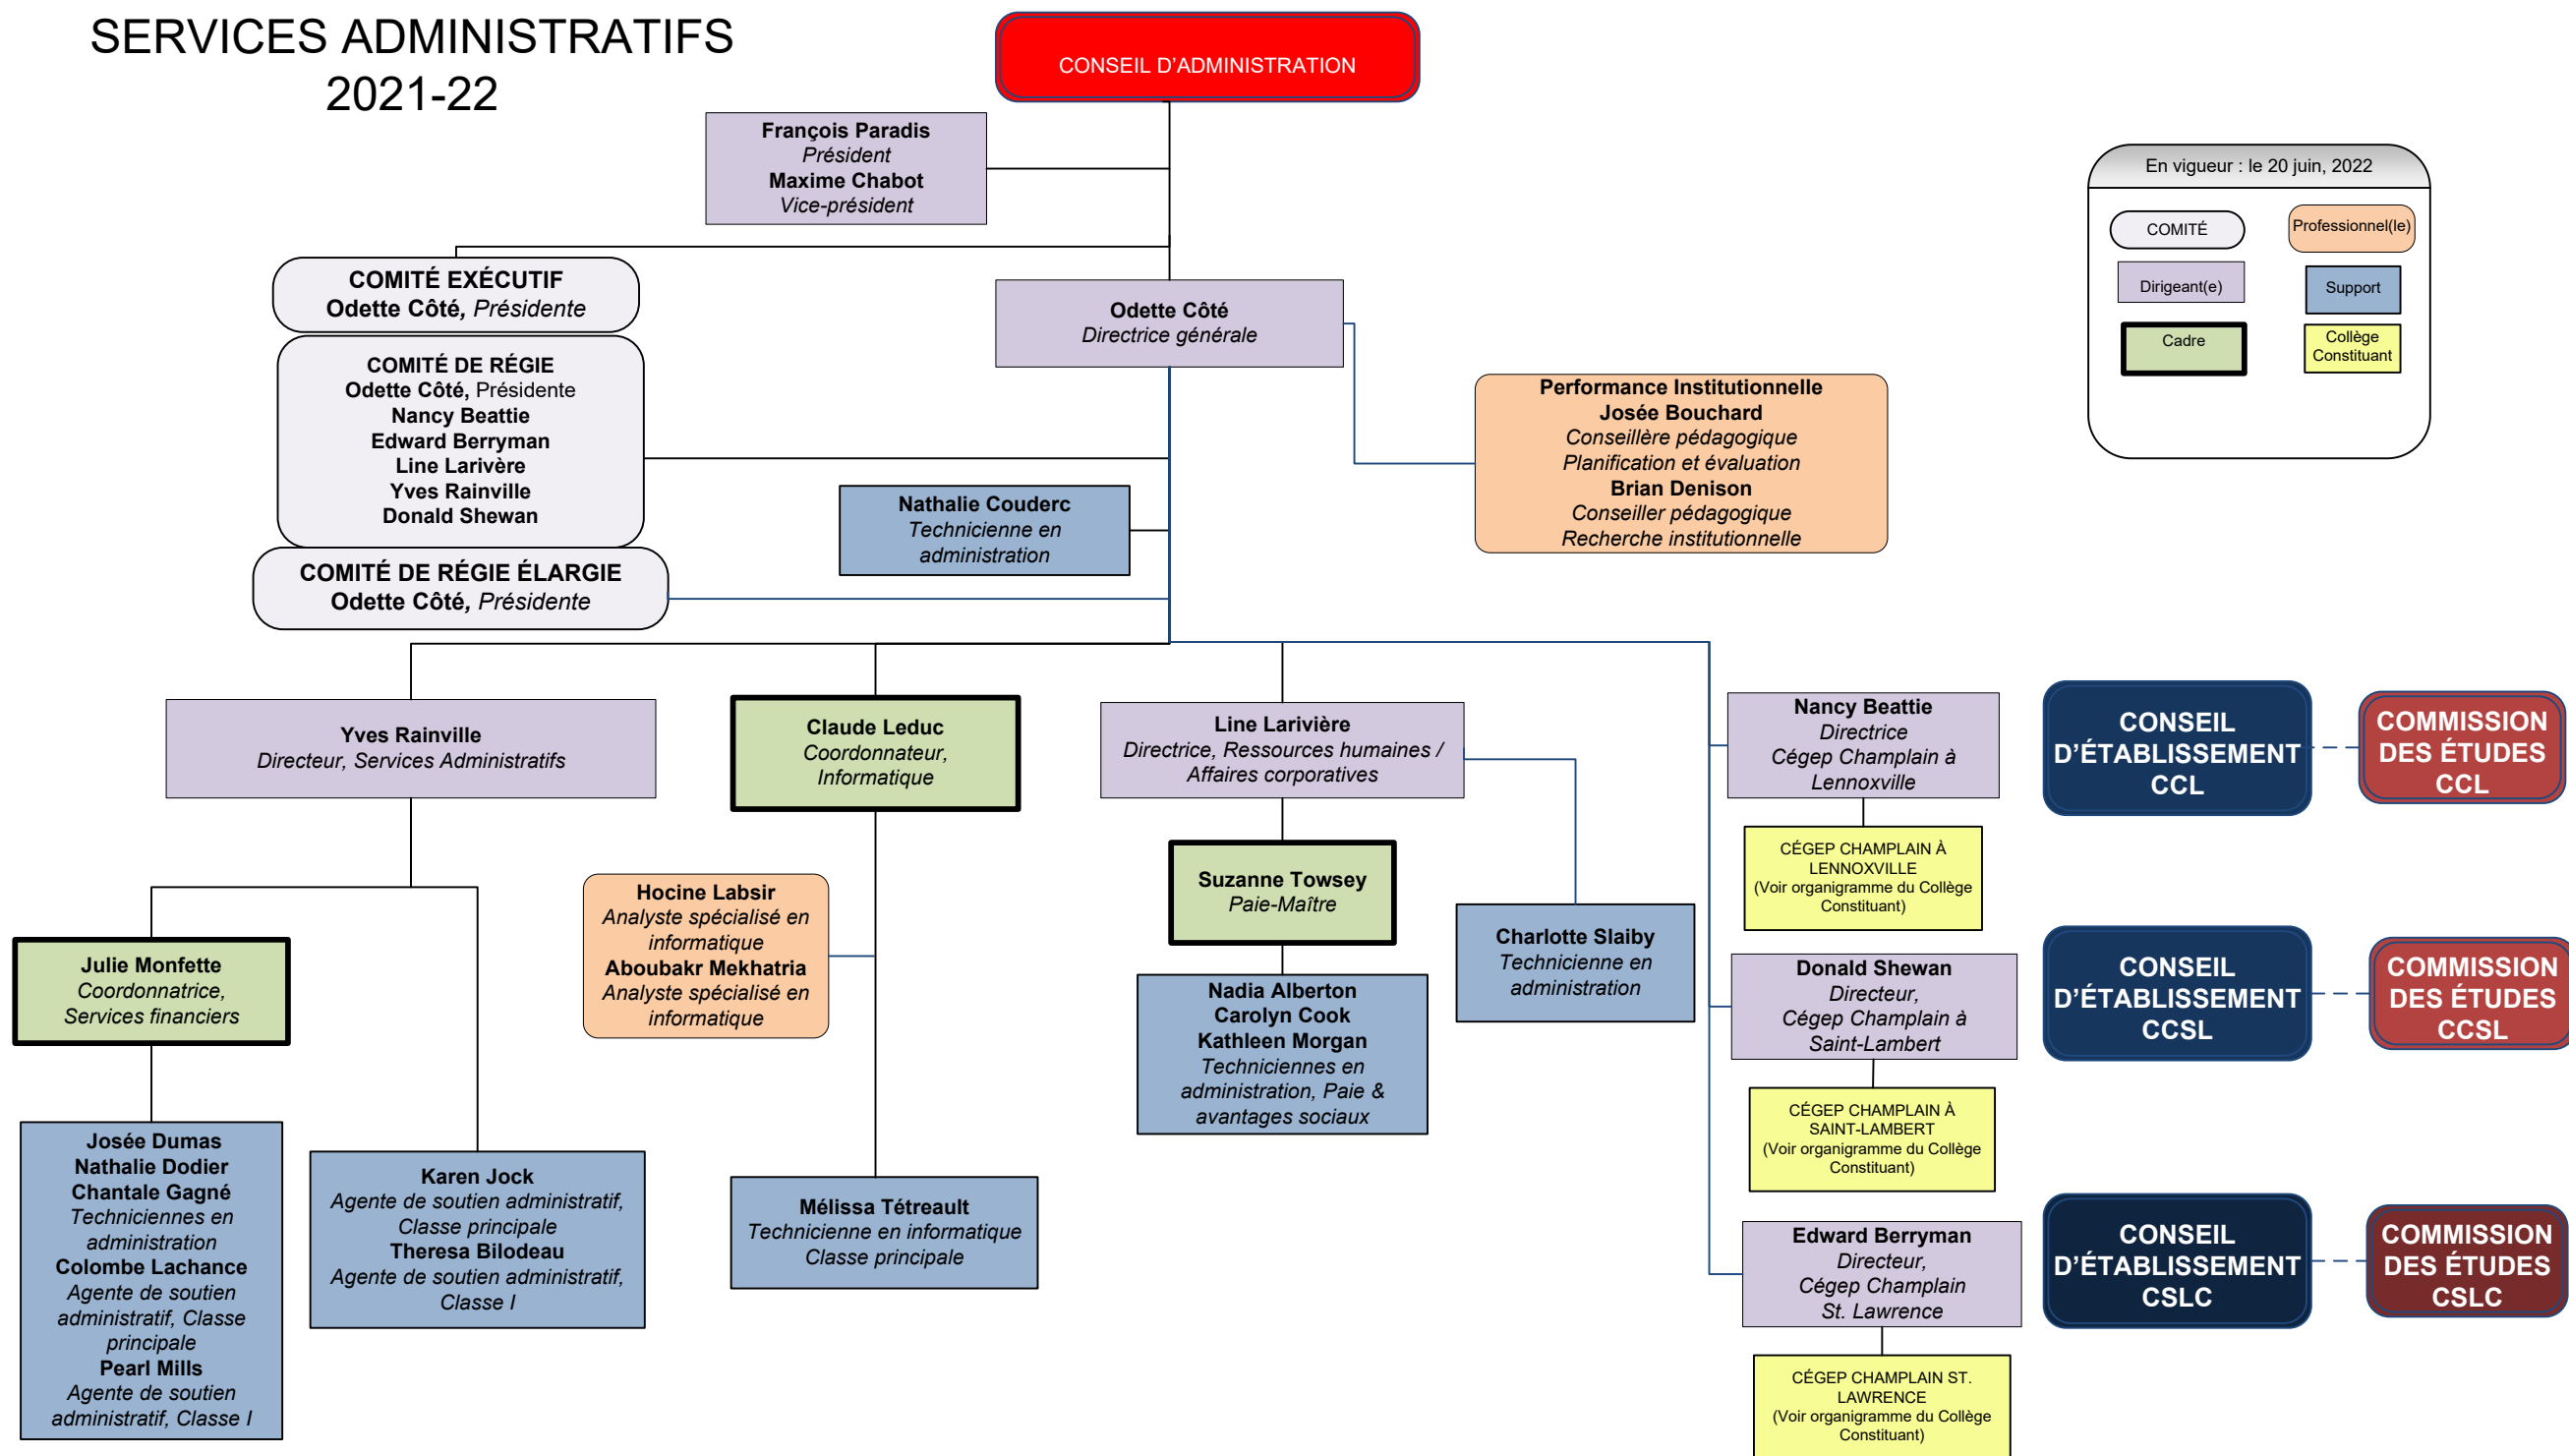 SERVICES ADMINISTRATIFS
2021-22
CONSEIL D’ADMINISTRATION
François Paradis
Président
Maxime Chabot
Vice-président
En vigueur : le 20 juin, 2022
COMITÉ
Professionnel(le)
Dirigeant(e)
Support
Cadre
Collège
Constituant
COMITÉ EXÉCUTIF
Odette Côté, Présidente
COMITÉ DE RÉGIE
Odette Côté, Présidente
Nancy Beattie
Edward Berryman
Line Larivère
Yves Rainville
Donald Shewan
COMITÉ DE RÉGIE ÉLARGIE
Odette Côté, Présidente
Odette Côté
Directrice générale
Performance Institutionnelle
Josée Bouchard
Conseillère pédagogique
Planification et évaluation
Brian Denison
Conseiller pédagogique
Recherche institutionnelle
Nathalie Couderc
Technicienne en
administration
Yves Rainville
Directeur, Services Administratifs
Claude Leduc
Coordonnateur,
Informatique
Line Larivière
Directrice, Ressources humaines /
Affaires corporatives
Nancy Beattie
Directrice
Cégep Champlain à
Lennoxville
CONSEIL
D’ÉTABLISSEMENT
CCL
COMMISSION
DES ÉTUDES
CCL
CÉGEP CHAMPLAIN À
LENNOXVILLE
(Voir organigramme du Collège
Constituant)
Julie Monfette
Coordonnatrice,
Services financiers
Hocine Labsir
Analyste spécialisé en
informatique
Aboubakr Mekhatria
Analyste spécialisé en
informatique
Suzanne Towsey
Paie-Maître
Charlotte Slaiby
Technicienne en
administration
Nadia Alberton
Carolyn Cook
Kathleen Morgan
Techniciennes en
administration, Paie &
avantages sociaux
Donald Shewan
Directeur,
Cégep Champlain à
Saint-Lambert
CONSEIL
D’ÉTABLISSEMENT
CCSL
COMMISSION
DES ÉTUDES
CCSL
CÉGEP CHAMPLAIN À
SAINT-LAMBERT
(Voir organigramme du Collège
Constituant)
Josée Dumas
Nathalie Dodier
Chantale Gagné
Techniciennes en
administration
Colombe Lachance
Agente de soutien
administratif, Classe
principale
Pearl Mills
Agente de soutien
administratif, Classe I
Karen Jock
Agente de soutien administratif,
Classe principale
Theresa Bilodeau
Agente de soutien administratif,
Classe I
Mélissa Tétreault
Technicienne en informatique
Classe principale
Edward Berryman
Directeur,
Cégep Champlain
St. Lawrence
CONSEIL
D’ÉTABLISSEMENT
CSLC
COMMISSION
DES ÉTUDES
CSLC
CÉGEP CHAMPLAIN ST.
LAWRENCE
(Voir organigramme du Collège
Constituant)